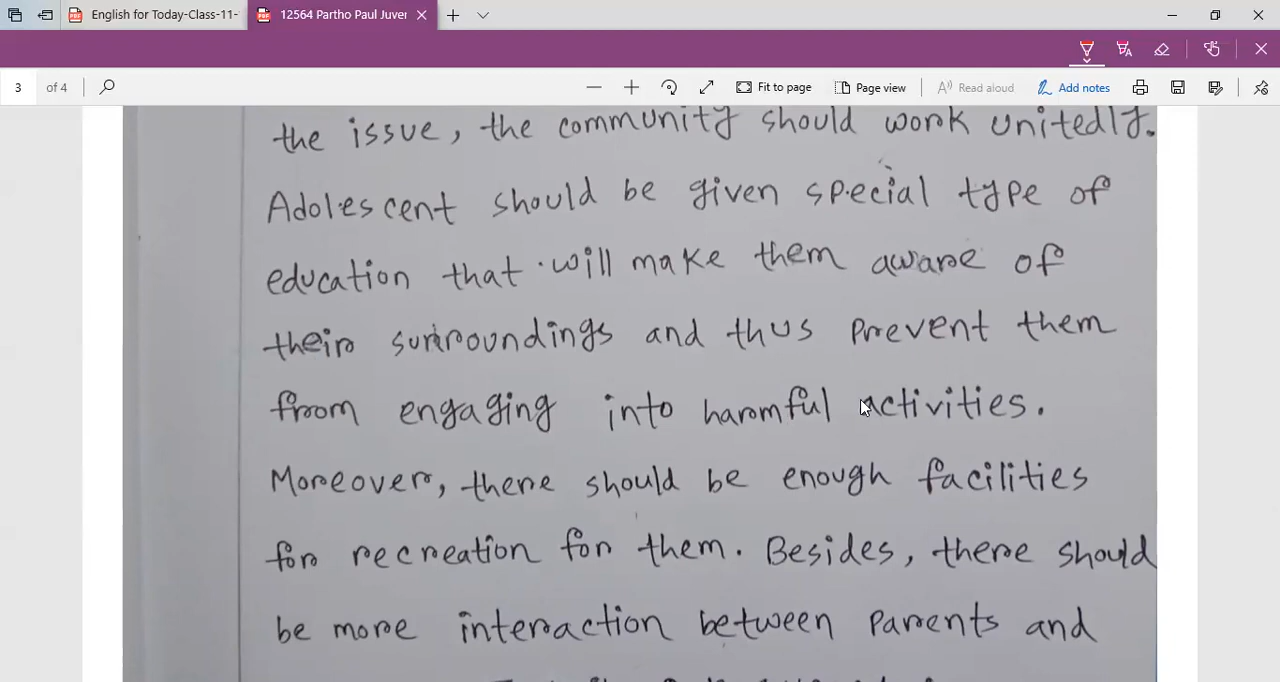 English for Today-Class-11-
12564 Partho Paul Juver
3 of 4
Fit to page
Page view
Read aloud
Add notes
the issue, the community should work unitedly.
Adolescent should be given special type of
education that will make them aware of
their surroundings and thus prevent them
from engaging into harmful activities.
Moreover, there should be enough facilities
for recreation for them. Besides, there should
be more interaction between parents and